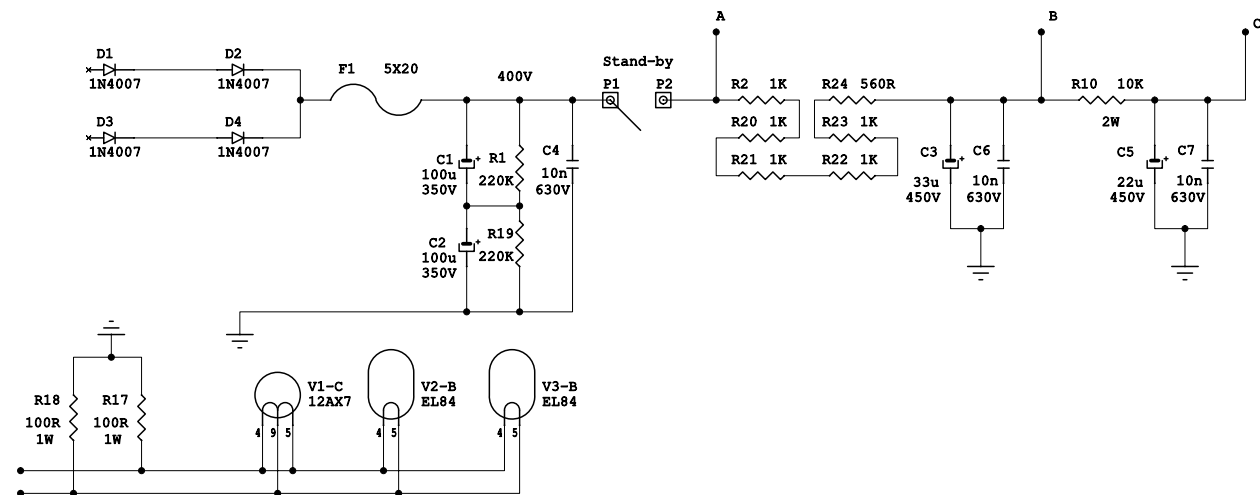 A
B
C
D1
1N4007
D2
1N4007
D3
1N4007
D4
1N4007
F1 5X20
400V
Stand-by
P1
P2
R2 1K
R24 560R
R20 1K
R23 1K
R21 1K
R22 1K
R10 10K
2W
C1
100u
350V
R1
220K
C4
10n
630V
C2
100u
350V
R19
220K
C3
33u
450V
C6
10n
630V
C5
22u
450V
C7
10n
630V
R18
100R
1W
R17
100R
1W
V1-C
12AX7
4 9 5
V2-B
EL84
4 5
V3-B
EL84
4 5